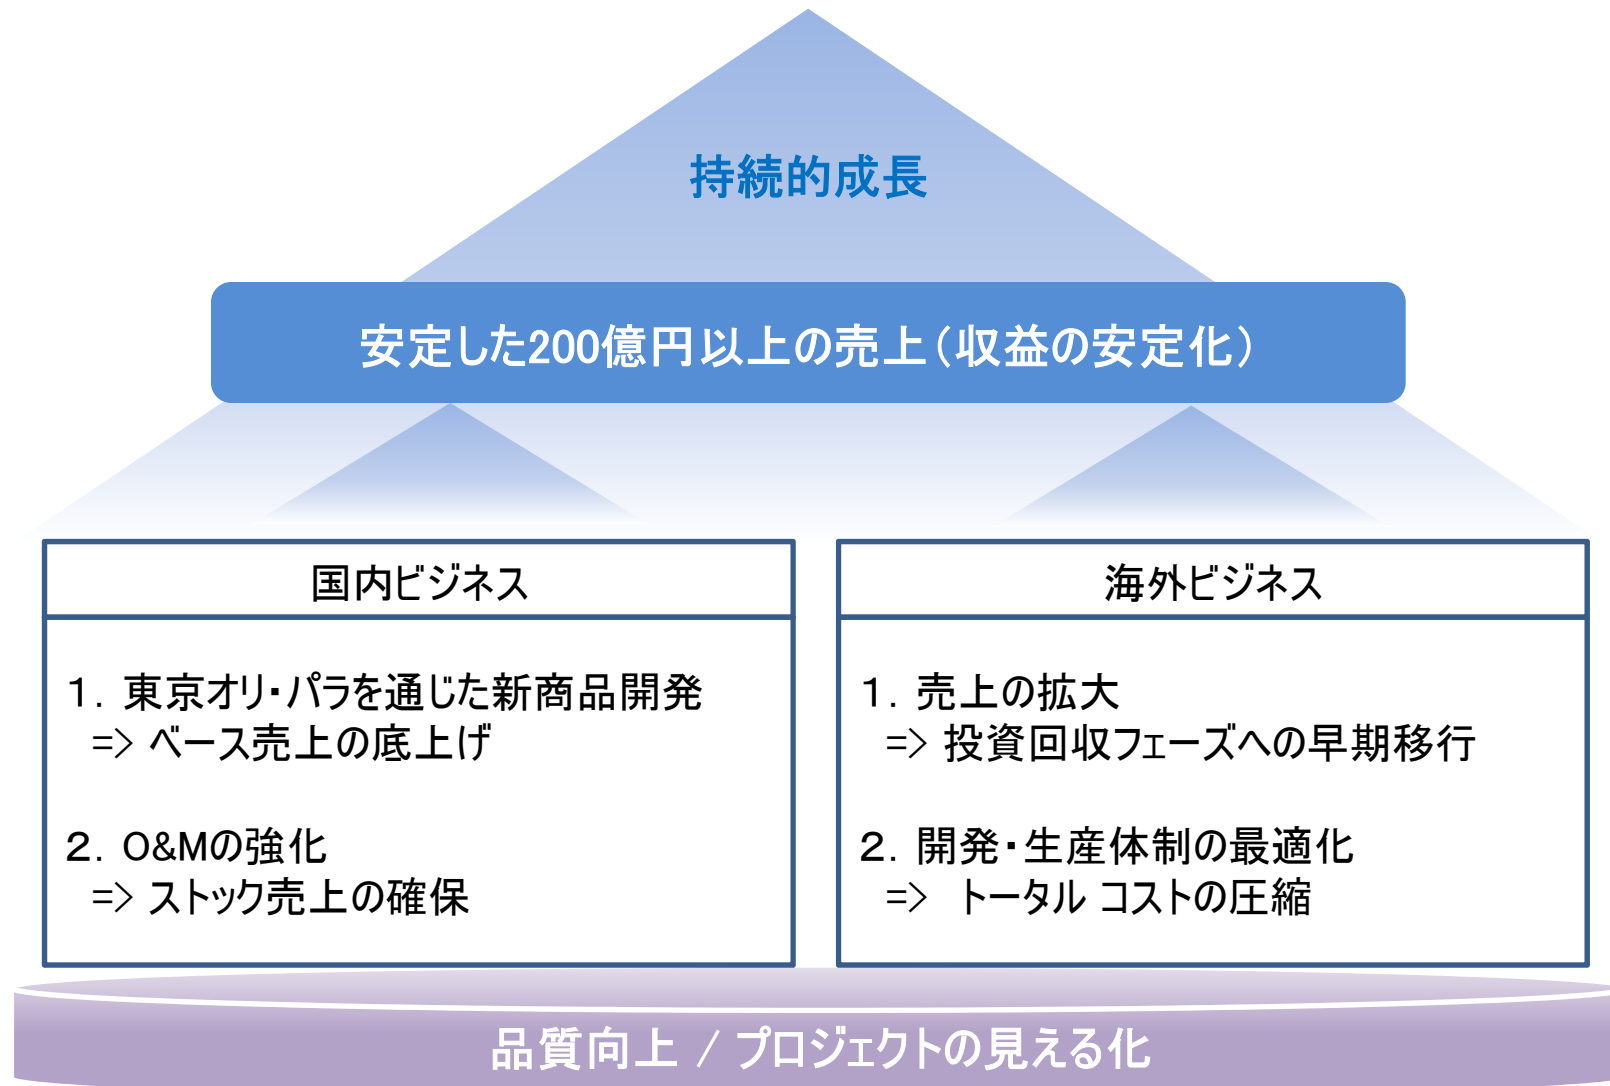 持続的成長
安定した200億円以上の売上（収益の安定化）
国内ビジネス
1．東京オリ・パラを通じた新商品開発
=> ベース売上の底上げ
2．O&Mの強化
=> ストック売上の確保
海外ビジネス
1．売上の拡大
=> 投資回収フェーズへの早期移行
2．開発・生産体制の最適化
=> トータル コストの圧縮
品質向上 / プロジェクトの見える化